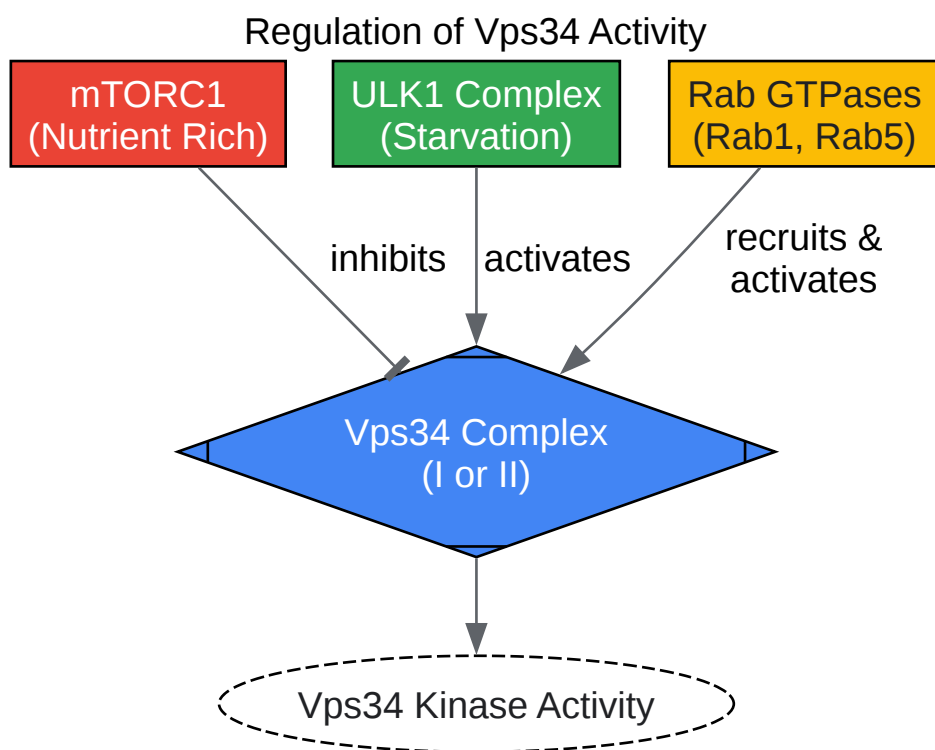 Regulation of Vps34 Activity
mTORC1
(Nutrient Rich)
ULK1 Complex
(Starvation)
Rab GTPases
(Rab1, Rab5)
inhibits
activates
recruits &
activates
Vps34 Complex
(I or II)
Vps34 Kinase Activity